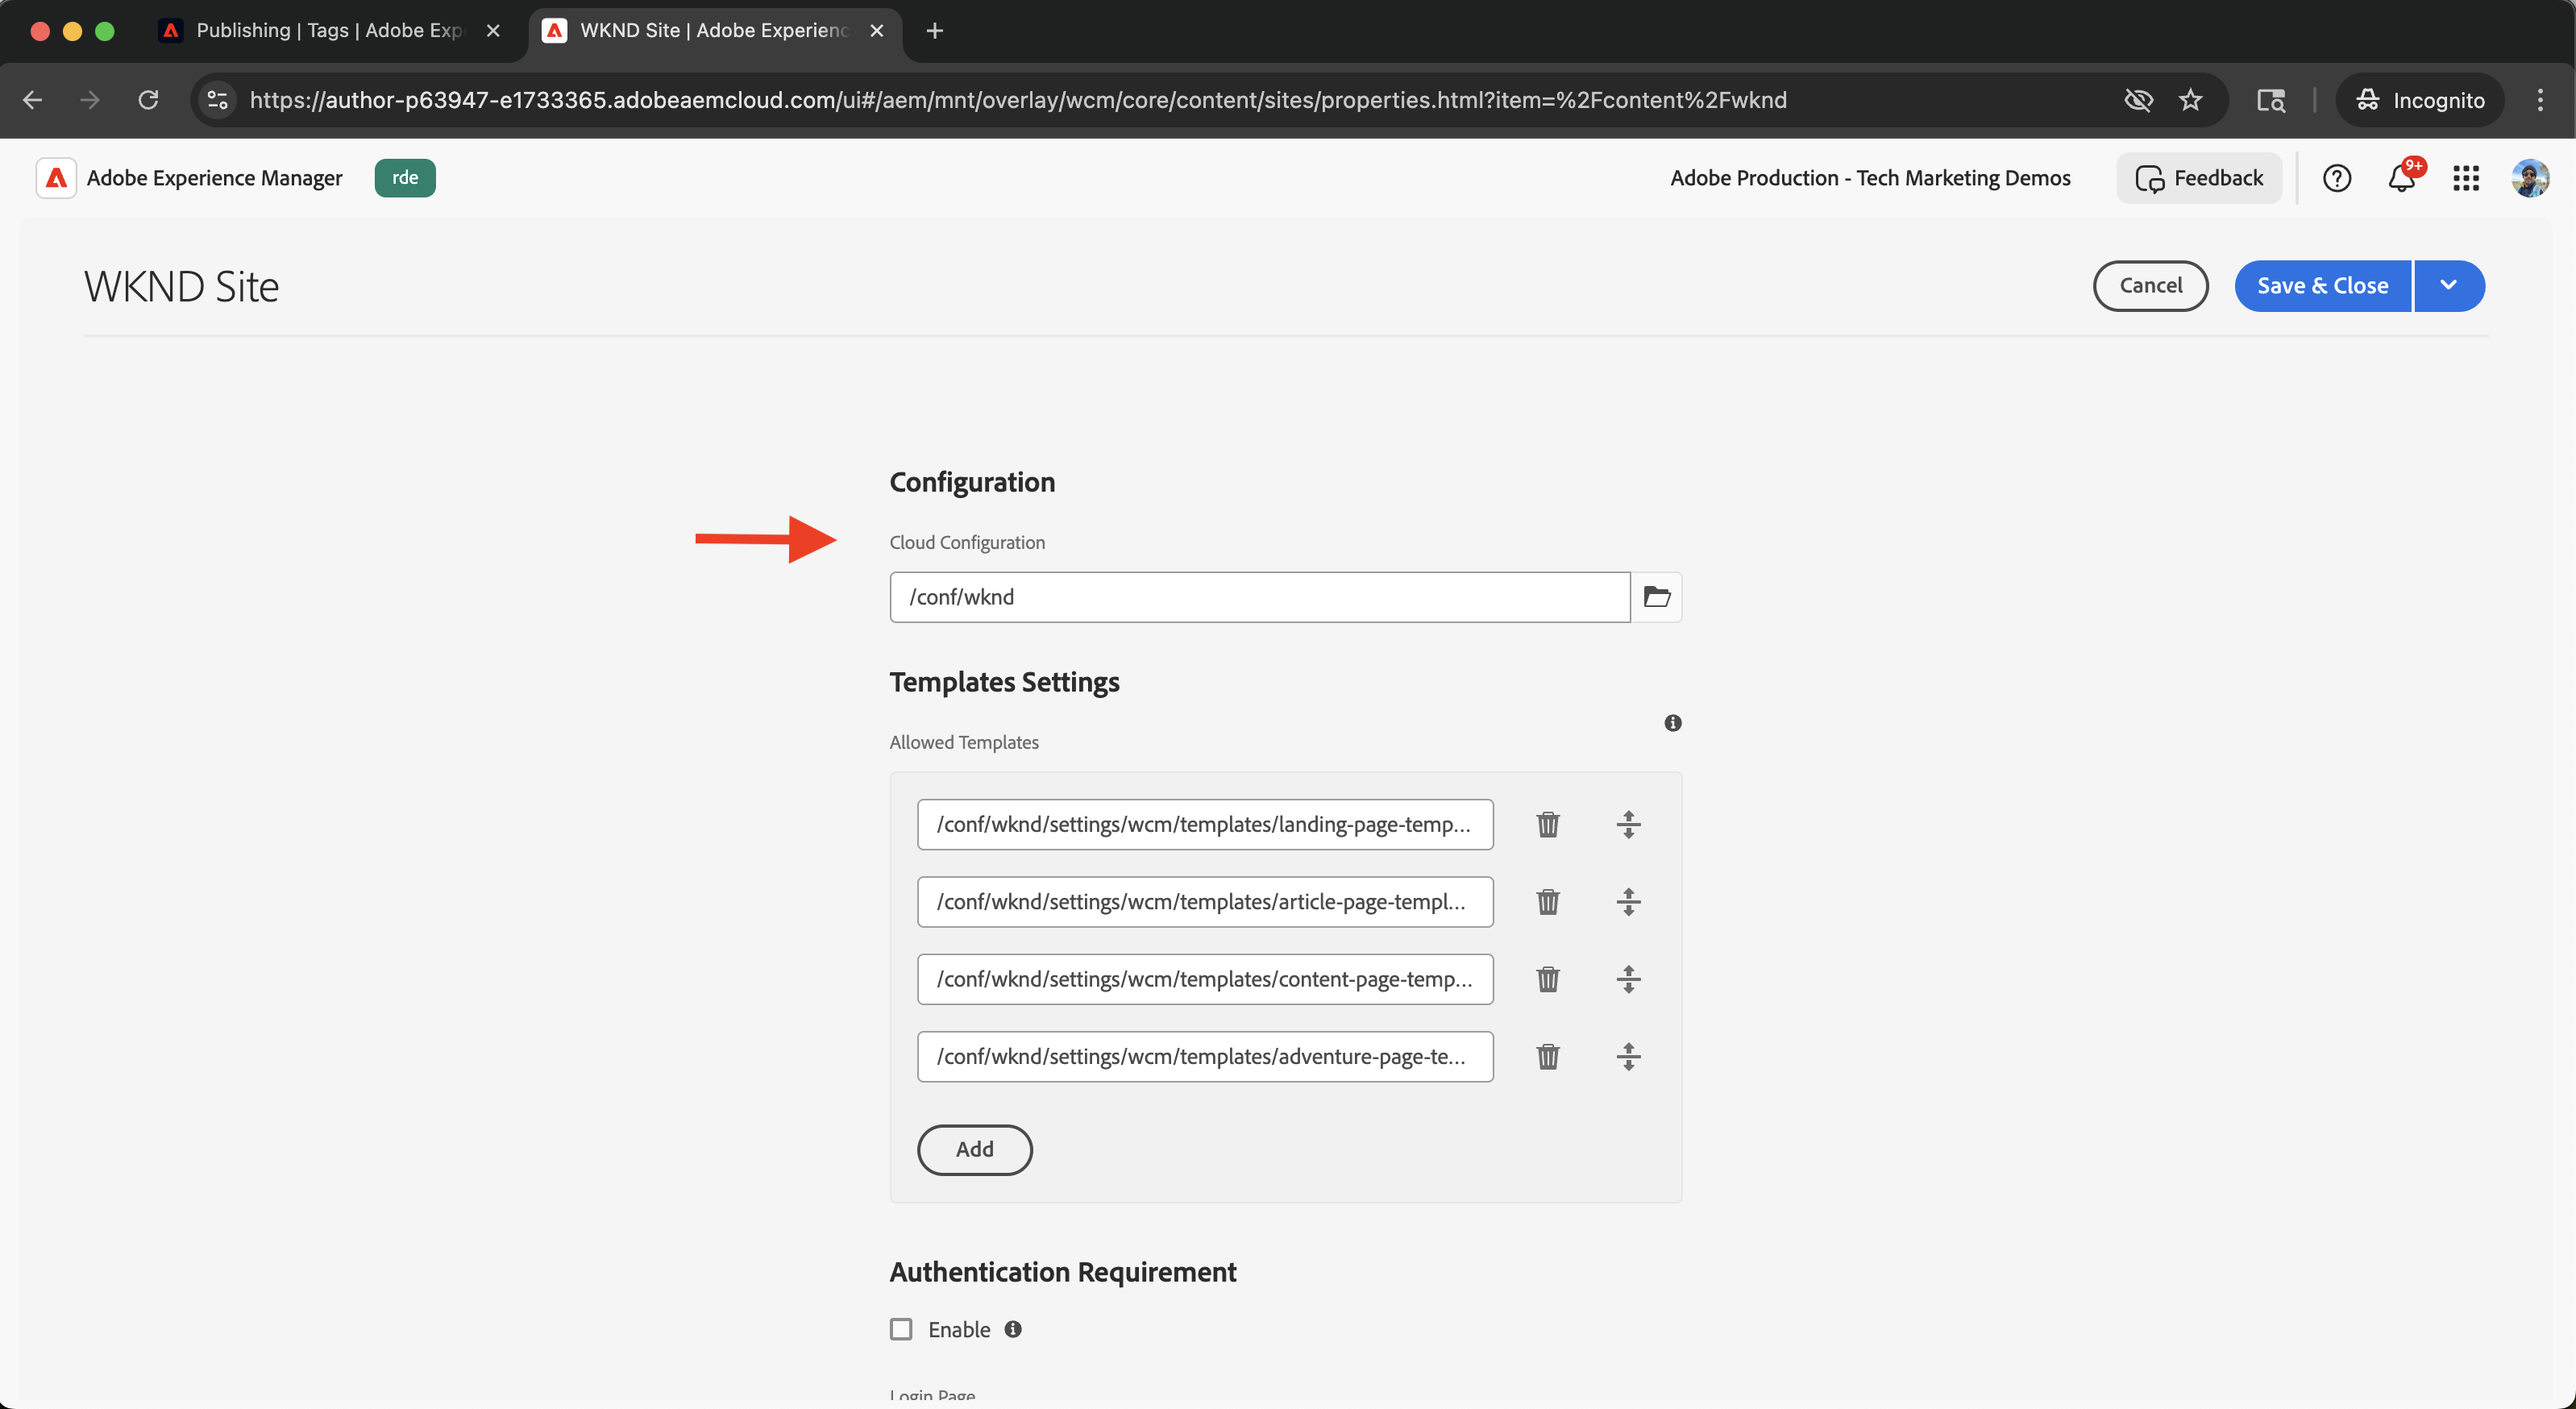 Publishing | Tags | Adobe Exp
WKND Site | Adobe Experienc
https://author-p63947-e1733365.adobeaemcloud.com/ui#/aem/mnt/overlay/wcm/core/content/sites/properties.html?item=%2Fcontent%2Fwknd
Incognito
Adobe Experience Manager
rde
Adobe Production - Tech Marketing Demos
Feedback
9+
WKND Site
Cancel
Save & Close
Configuration
Cloud Configuration
/conf/wknd
Templates Settings
Allowed Templates
/conf/wknd/settings/wcm/templates/landing-page-temp...
/conf/wknd/settings/wcm/templates/article-page-templ...
/conf/wknd/settings/wcm/templates/content-page-temp...
/conf/wknd/settings/wcm/templates/adventure-page-te...
Add
Authentication Requirement
Enable
Login Page